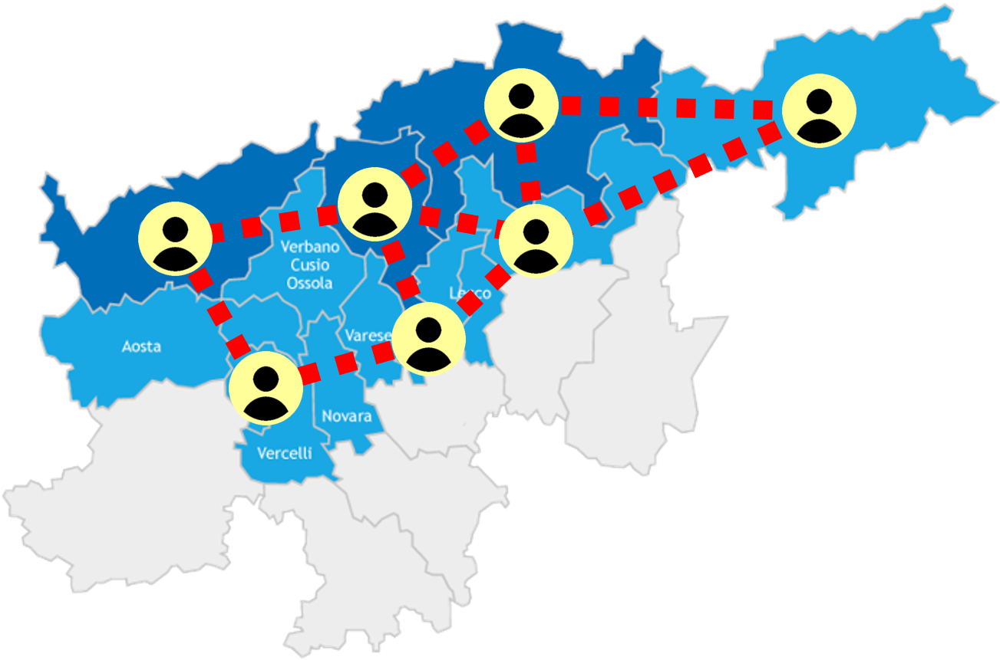 Verbano
Cusio
Ossola
Lecco
Varese
Aosta
Novara
Vercelli